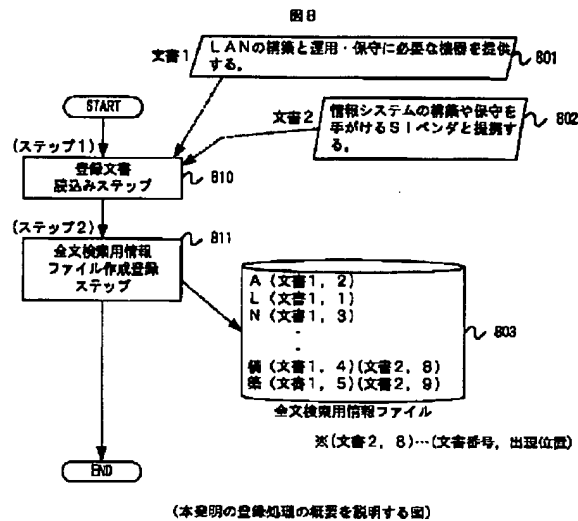 図8
文書1
LANの構築と運用・保守に必要な機器を提供
する。
801
START
文書2
情報システムの構築や保守を
手がけるSIベンダと提携す
る。
802
(ステップ1)
登録文書
読込みステップ
810
(ステップ2)
全文検索用情報
ファイル作成登録
ステップ
811
A (文書1, 2)
L (文書1, 1)
N (文書1, 3)
・
・
構 (文書1, 4)(文書2, 8)
築 (文書1, 5)(文書2, 9)
803
全文検索用情報ファイル
※(文書2, 8)…(文書番号, 出現位置)
END
(本発明の登録処理の概要を説明する図)